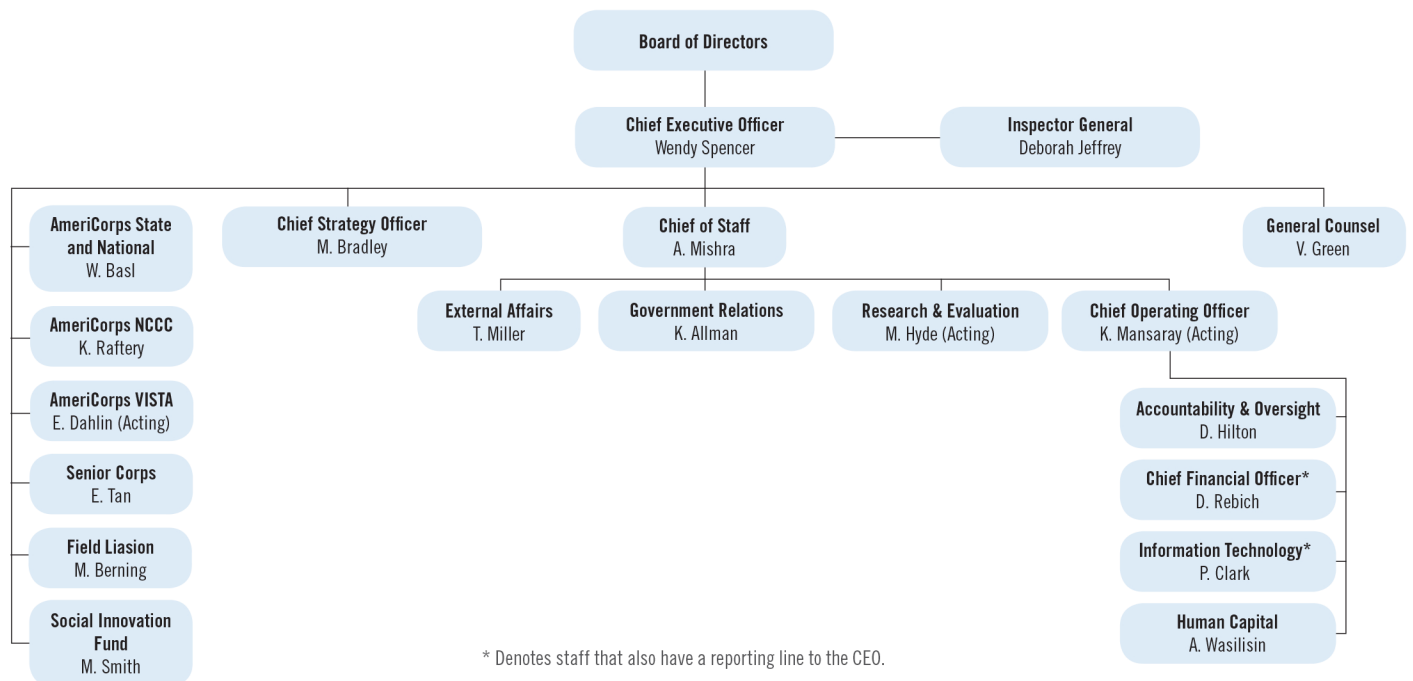 Board of Directors
Chief Executive Officer
Wendy Spencer
Inspector General
Deborah Jeffrey
AmeriCorps State
and National
W. Basl
Chief Strategy Officer
M. Bradley
Chief of Staff
A. Mishra
General Counsel
V. Green
External Affairs
T. Miller
Government Relations
K. Allman
Research & Evaluation
M. Hyde (Acting)
Chief Operating Officer
K. Mansaray (Acting)
AmeriCorps NCCC
K. Raftery
AmeriCorps VISTA
E. Dahlin (Acting)
Senior Corps
E. Tan
Field Liasion
M. Berning
Social Innovation
Fund
M. Smith
Accountability & Oversight
D. Hilton
Chief Financial Officer*
D. Rebich
Information Technology*
P. Clark
Human Capital
A. Wasilisin
* Denotes staff that also have a reporting line to the CEO.